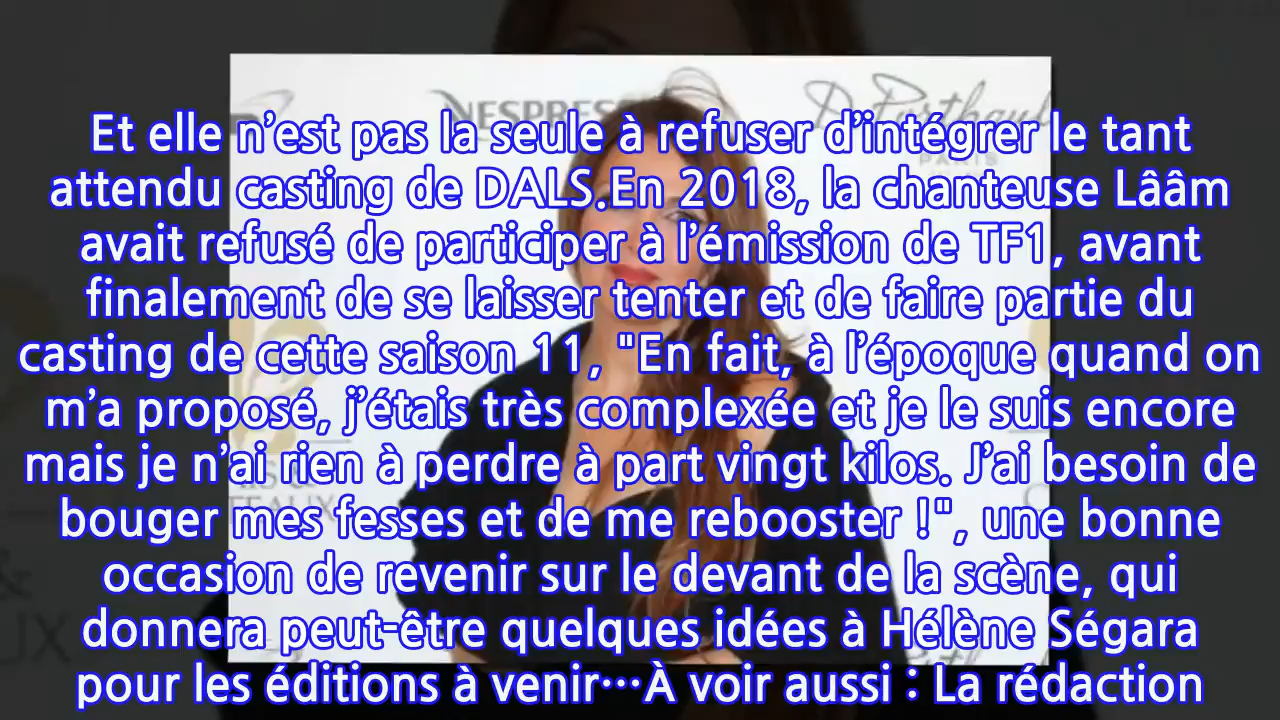 Et elle n’est pas la seule à refuser d’intégrer le tant
attendu casting de DALS.En 2018, la chanteuse Lââm
avait refusé de participer à l’émission de TF1, avant
finalement de se laisser tenter et de faire partie du
casting de cette saison 11, "En fait, à l’époque quand on
m’a proposé, j’étais très complexée et je le suis encore
mais je n’ai rien à perdre à part vingt kilos. J’ai besoin de
bouger mes fesses et de me rebooster !", une bonne
occasion de revenir sur le devant de la scène, qui
donnera peut-être quelques idées à Hélène Ségara
pour les éditions à venir…À voir aussi : La rédaction